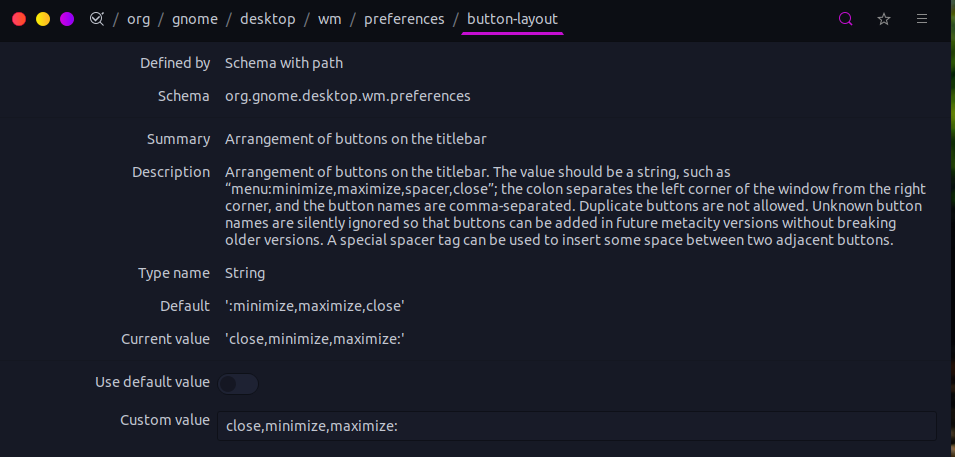 / org / gnome / desktop / wm / preferences / button-layout
Defined by Schema with path
Schema org.gnome.desktop.wm.preferences
Summary Arrangement of buttons on the titlebar
Description Arrangement of buttons on the titlebar. The value should be a string, such as
“menu:minimize,maximize,spacer,close”; the colon separates the left corner of the window from the right
corner, and the button names are comma-separated. Duplicate buttons are not allowed. Unknown button
names are silently ignored so that buttons can be added in future metacity versions without breaking
older versions. A special spacer tag can be used to insert some space between two adjacent buttons.
Type name String
Default ':minimize,maximize,close'
Current value 'close,minimize,maximize:'
Use default value
Custom value close,minimize,maximize: